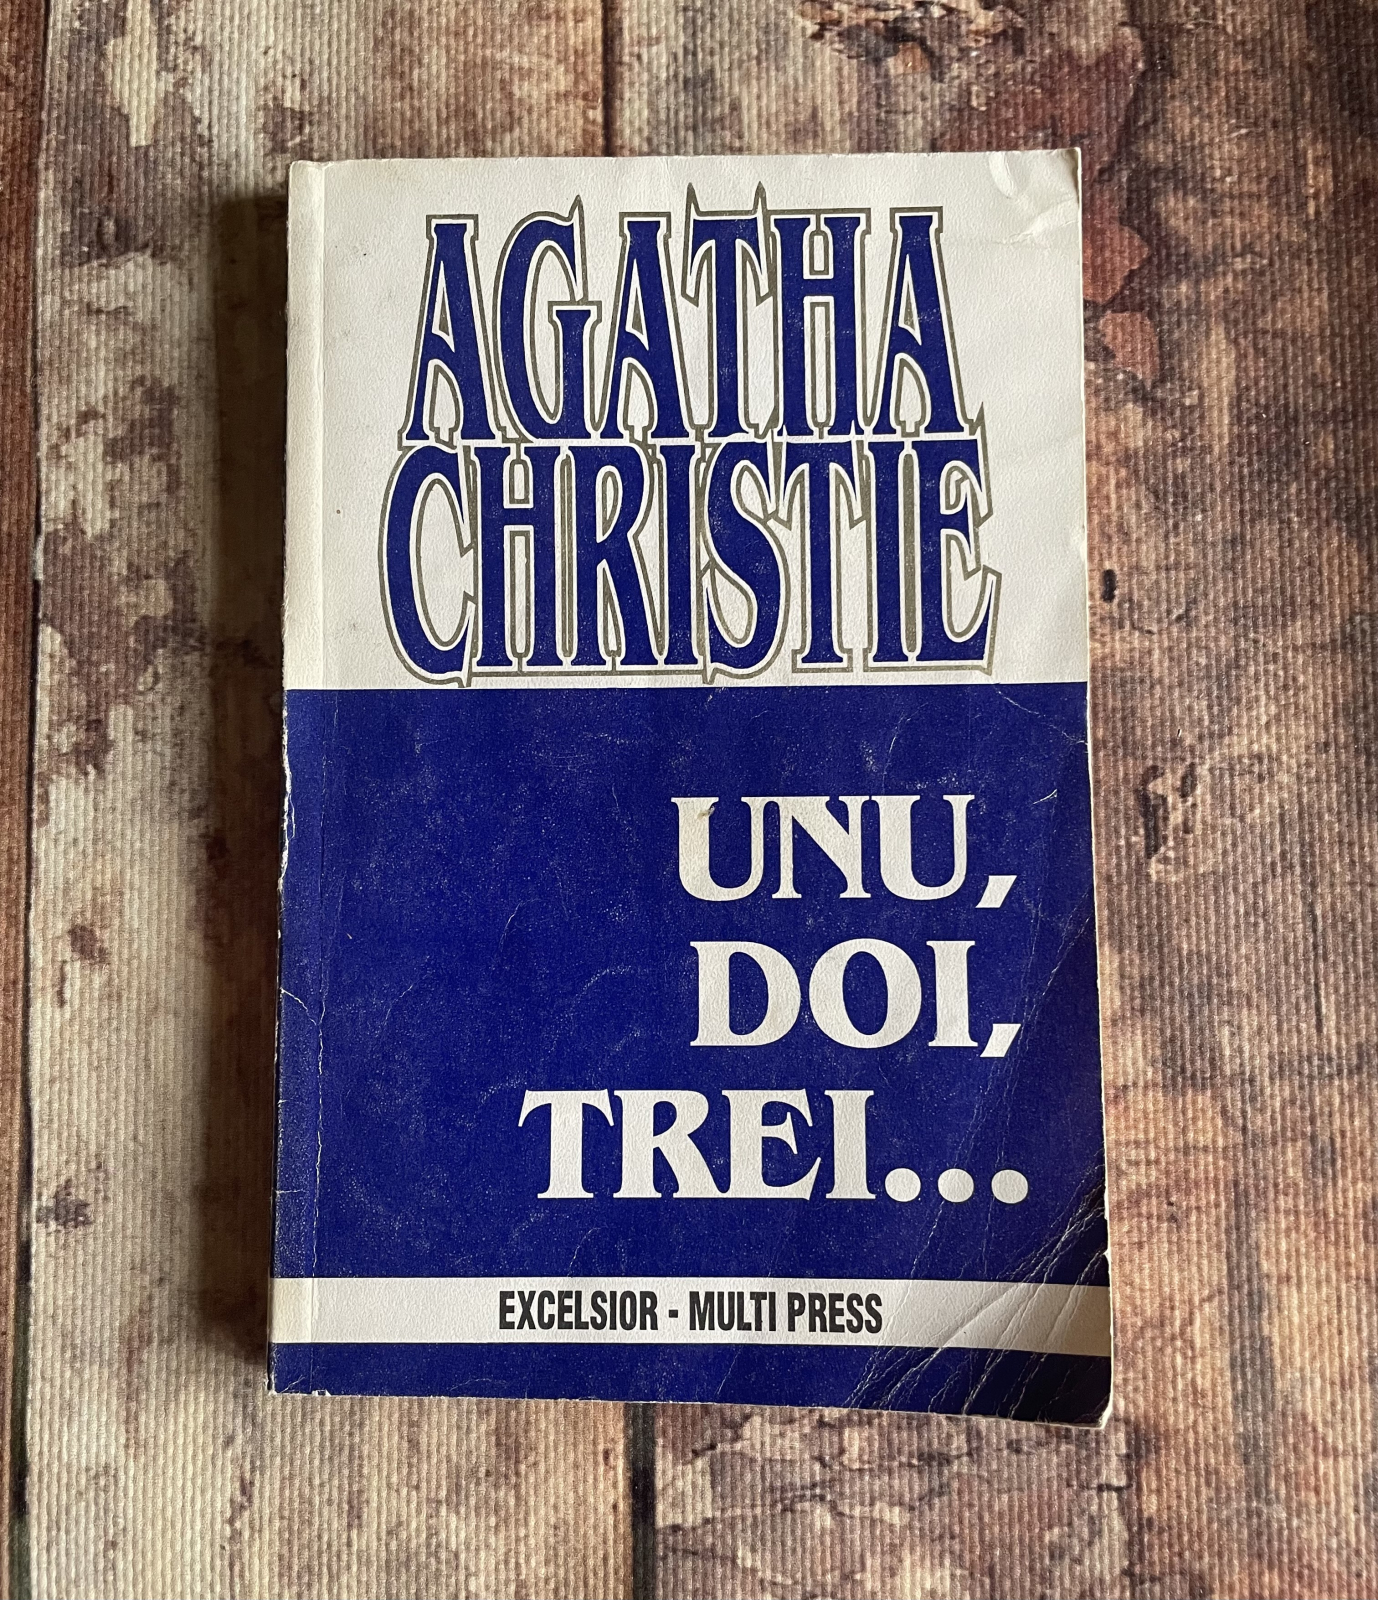 AGATHA
CHRISTIE
UNU,
DOI,
TREI...
EXCELSIOR - MULTI PRESS